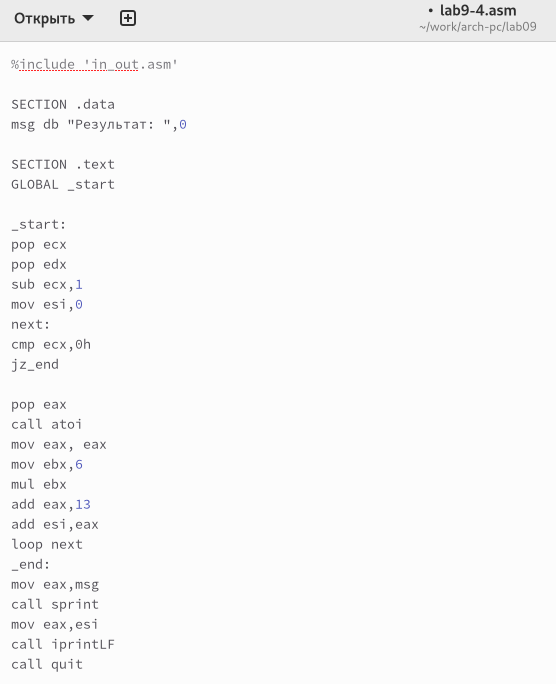 Открыть
• lab9-4.asm
~/work/arch-pc/lab09
%include 'in_out.asm'
SECTION .data
msg db "Результат: ",0
SECTION .text
GLOBAL _start
_start:
pop ecx
pop edx
sub ecx,1
mov esi,0
next:
cmp ecx,0h
jz_end
pop eax
call atoi
mov eax, eax
mov ebx,6
mul ebx
add eax,13
add esi,eax
loop next
_end:
mov eax,msg
call sprint
mov eax,esi
call iprintLF
call quit